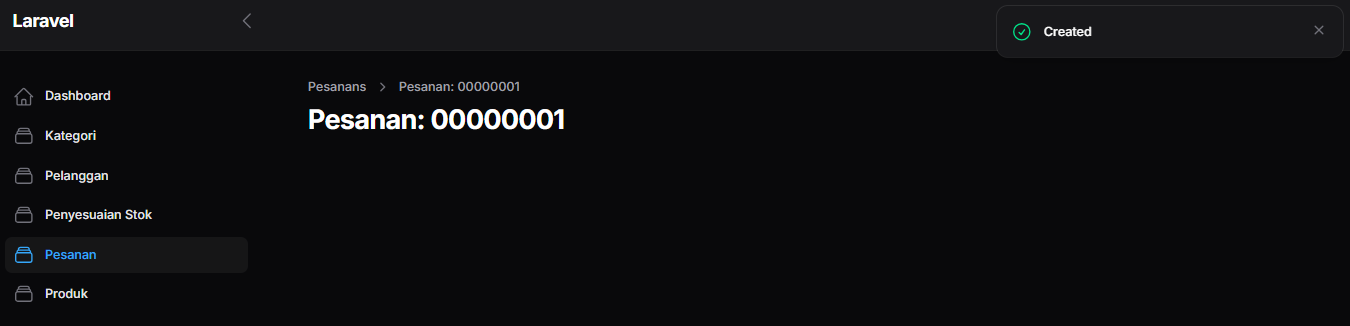 Laravel
Created
Dashboard
Kategori
Pelanggan
Penyesuaian Stok
Pesanan
Produk
Pesanans > Pesanan: 00000001
Pesanan: 00000001